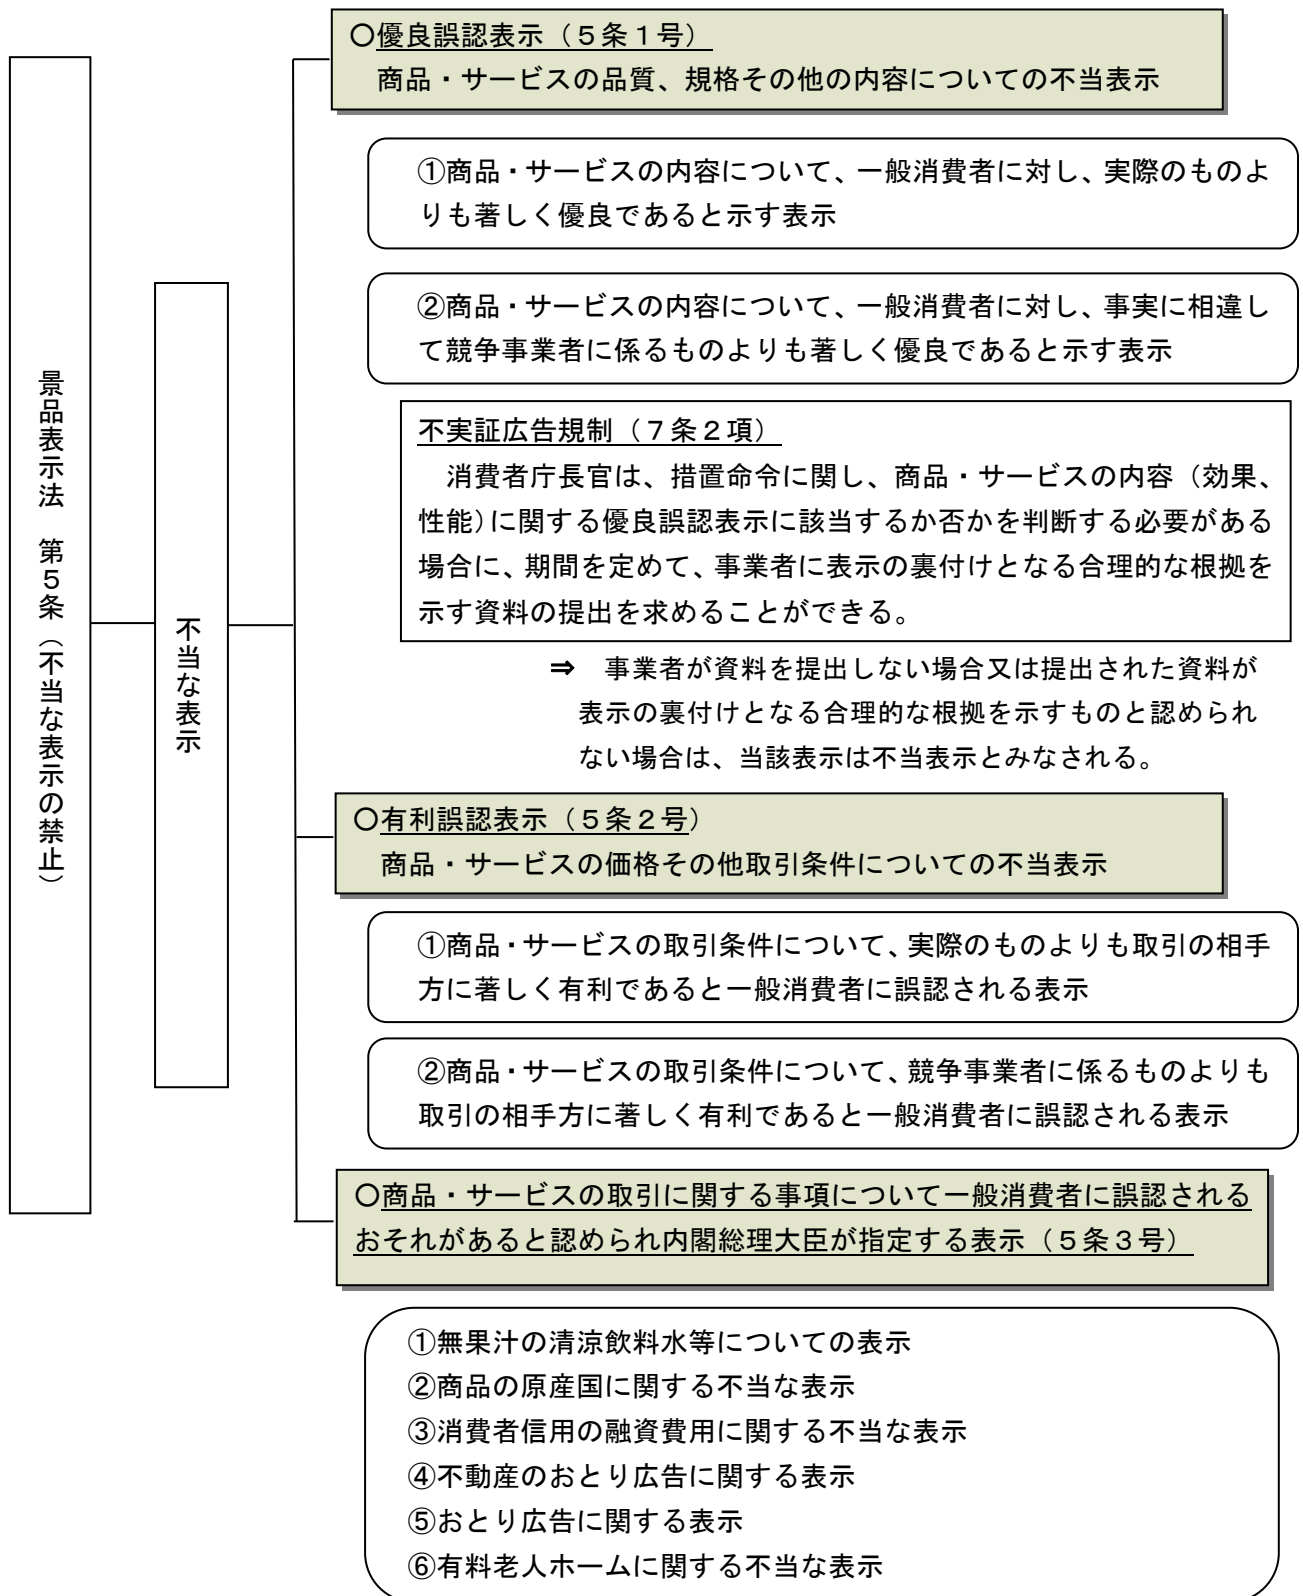 景品表示法　第５条（不当な表示の禁止）
不当な表示
○優良誤認表示（５条１号）
商品・サービスの品質、規格その他の内容についての不当表示
①商品・サービスの内容について、一般消費者に対し、実際のものよ
りも著しく優良であると示す表示
②商品・サービスの内容について、一般消費者に対し、事実に相違し
て競争事業者に係るものよりも著しく優良であると示す表示
不実証広告規制（７条２項）
消費者庁長官は、措置命令に関し、商品・サービスの内容（効果、
性能）に関する優良誤認表示に該当するか否かを判断する必要がある
場合に、期間を定めて、事業者に表示の裏付けとなる合理的な根拠を
示す資料の提出を求めることができる。
⇒　事業者が資料を提出しない場合又は提出された資料が
表示の裏付けとなる合理的な根拠を示すものと認められ
ない場合は、当該表示は不当表示とみなされる。
○有利誤認表示（５条２号）
商品・サービスの価格その他取引条件についての不当表示
①商品・サービスの取引条件について、実際のものよりも取引の相手
方に著しく有利であると一般消費者に誤認される表示
②商品・サービスの取引条件について、競争事業者に係るものよりも
取引の相手方に著しく有利であると一般消費者に誤認される表示
○商品・サービスの取引に関する事項について一般消費者に誤認される
おそれがあると認められ内閣総理大臣が指定する表示（５条３号）
①無果汁の清涼飲料水等についての表示
②商品の原産国に関する不当な表示
③消費者信用の融資費用に関する不当な表示
④不動産のおとり広告に関する表示
⑤おとり広告に関する表示
⑥有料老人ホームに関する不当な表示